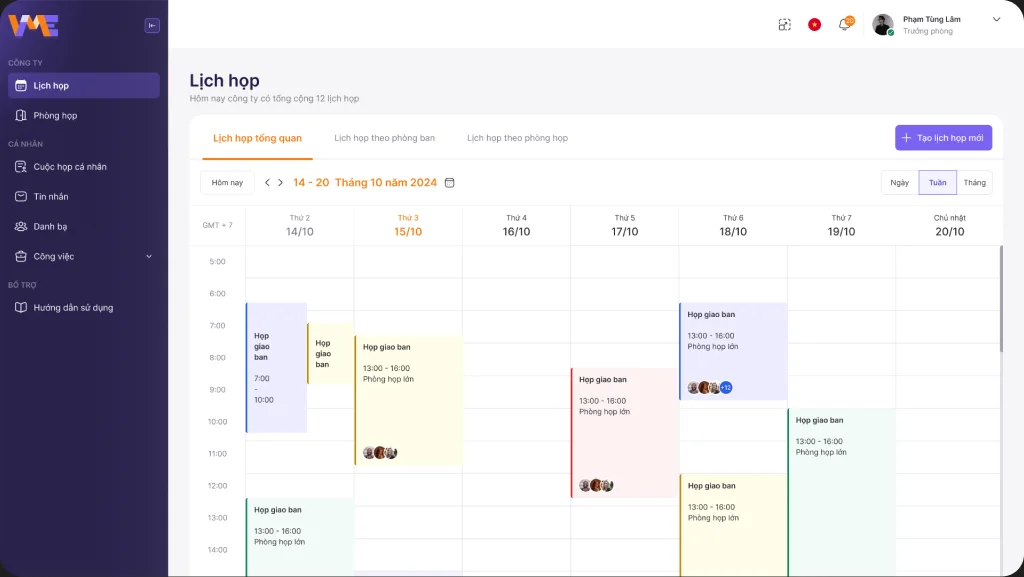 VME
20
Phạm Tùng Lâm
Trưởng phòng
CÔNG TY
Lịch họp
Phòng họp
CÁ NHÂN
Cuộc họp cá nhân
Tin nhắn
Danh bạ
Công việc
BỔ TRỢ
Hướng dẫn sử dụng
Lịch họp
Hôm nay công ty có tổng cộng 12 lịch họp
Lịch họp tổng quan
Lịch họp theo phòng ban
Lịch họp theo phòng họp
Tạo lịch họp mới
Hôm nay
14 - 20 Tháng 10 năm 2024
Ngày
Tuần
Tháng
GMT + 7
Thứ 2
14/10
Thứ 3
15/10
Thứ 4
16/10
Thứ 5
17/10
Thứ 6
18/10
Thứ 7
19/10
Chủ nhật
20/10
5:00
6:00
7:00
8:00
9:00
10:00
11:00
12:00
13:00
14:00
Họp
giao
ban
7:00
-
10:00
Họp
giao
ban
Họp giao ban
13:00 - 16:00
Phòng họp lớn
Họp giao ban
13:00 - 16:00
Phòng họp lớn
Họp giao ban
13:00 - 16:00
Phòng họp lớn
Họp giao ban
13:00 - 16:00
Phòng họp lớn
+12
Họp giao ban
13:00 - 16:00
Phòng họp lớn
Họp giao ban
13:00 - 16:00
Phòng họp lớn